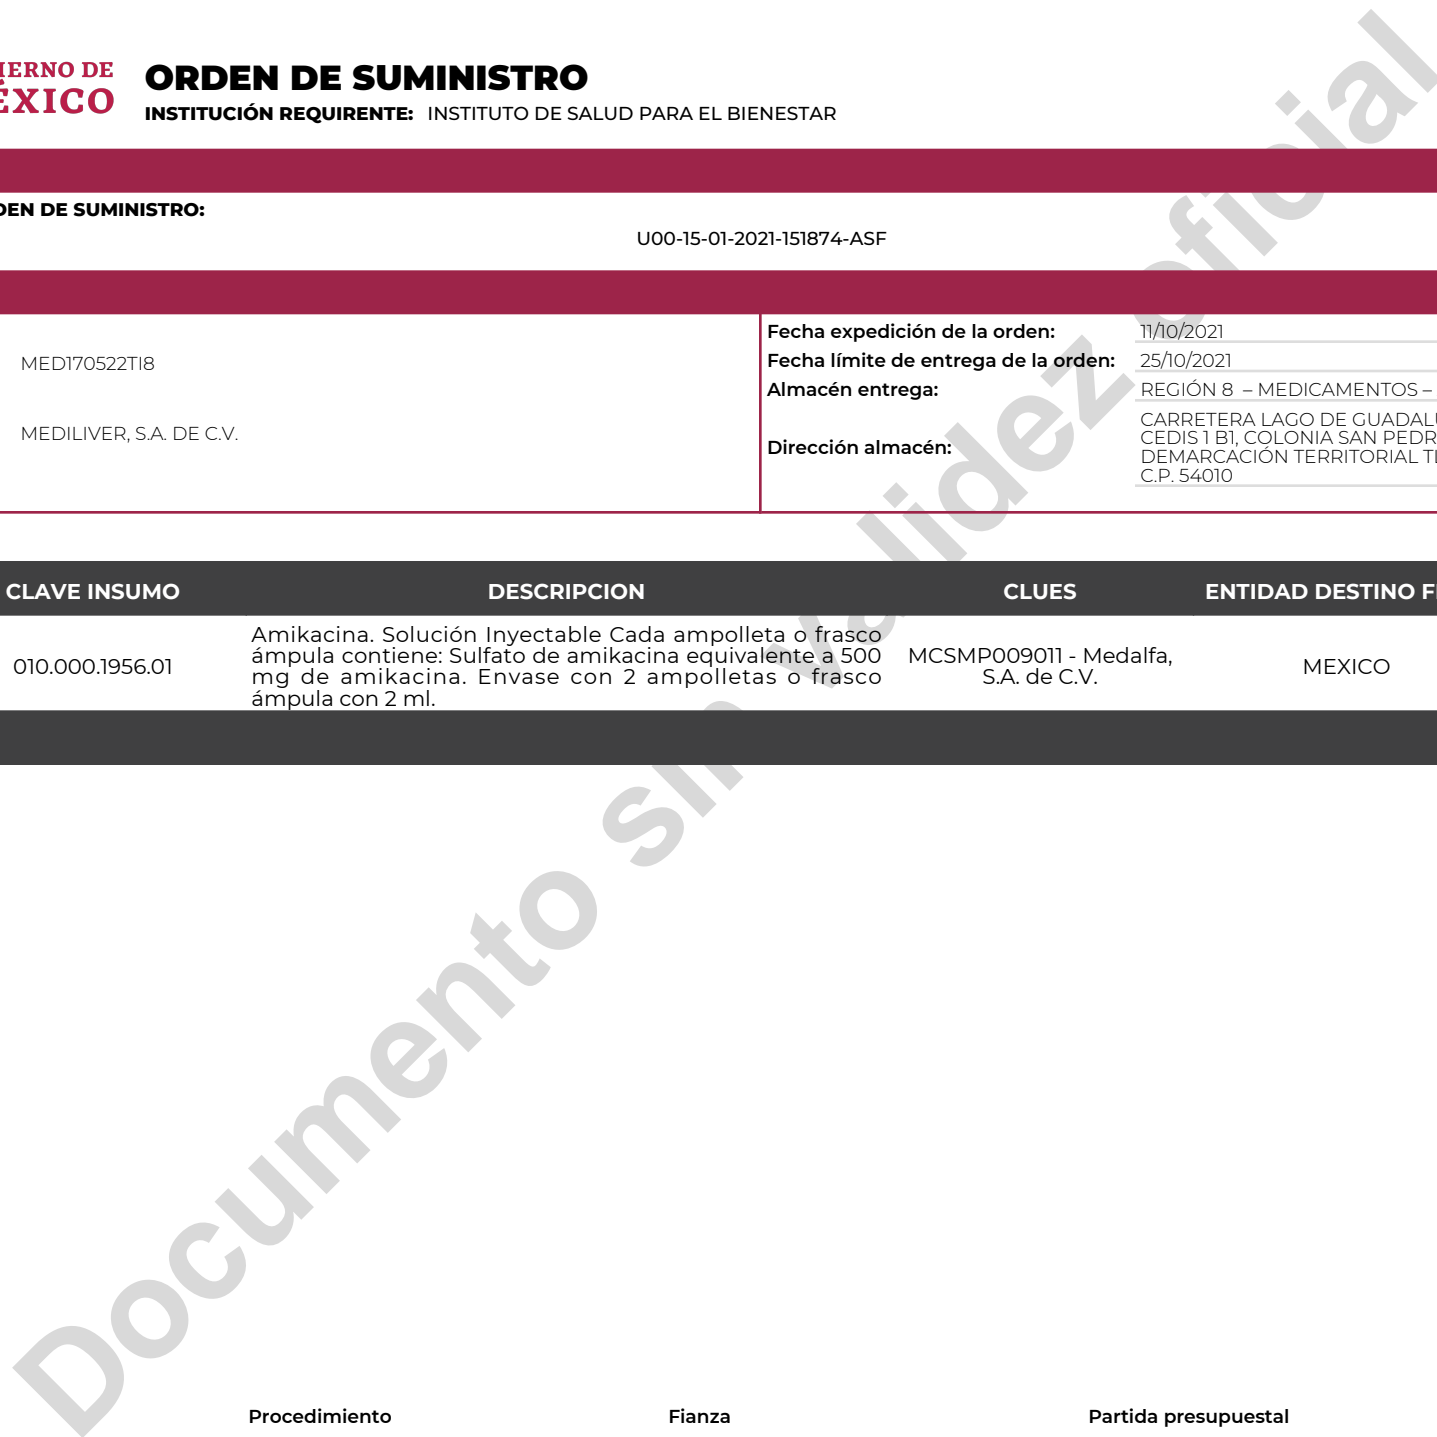 IERNO DE
ÉXICO
ORDEN DE SUMINISTRO
INSTITUCIÓN REQUIRENTE: INSTITUTO DE SALUD PARA EL BIENESTAR
DEN DE SUMINISTRO:
U00-15-01-2021-151874-ASF
MED170522TI8
MEDILIVER, S.A. DE C.V.
Fecha expedición de la orden: 11/10/2021
Fecha límite de entrega de la orden: 25/10/2021
Almacén entrega: REGIÓN 8 – MEDICAMENTOS –
Dirección almacén:
CARRETERA LAGO DE GUADALU
CEDIS 1 B1, COLONIA SAN PEDR
DEMARCACIÓN TERRITORIAL TL
C.P. 54010
CLAVE INSUMO DESCRIPCION CLUES ENTIDAD DESTINO FI
010.000.1956.01
Amikacina. Solución Inyectable Cada ampolleta o frasco
ámpula contiene: Sulfato de amikacina equivalente a 500
mg de amikacina. Envase con 2 ampolletas o frasco
ámpula con 2 ml.
MCSMP009011 - Medalfa,
S.A. de C.V.
MEXICO
Documento sin validez oficial
Procedimiento Fianza Partida presupuestal